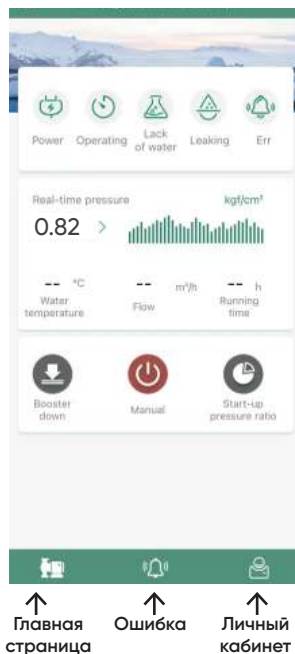 Power Operating Lack of water Leaking Err
Real-time pressure kgf/cm²
0.82 >
-- °C -- m³/h -- h
Water temperature Flow Running time
Booster down Manual Start-up pressure ratio
Главная страница Ошибка Личный кабинет